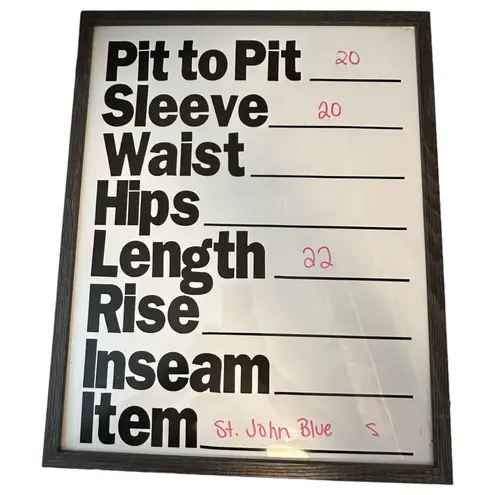 Pit to Pit 20
Sleeve 20
Waist
Hips
Length 22
Rise
Inseam
Item St. John Blue S